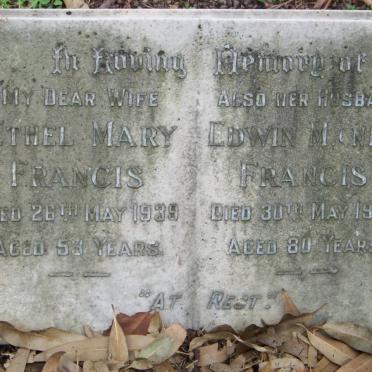 In Loving Memory of
My Dear Wife
Ethel Mary
Francis
Died 26th May 1939
Aged 53 Years.
Also Her Husband
Edwin
Francis
Died 30th May
Aged 80 Years
"At Rest."